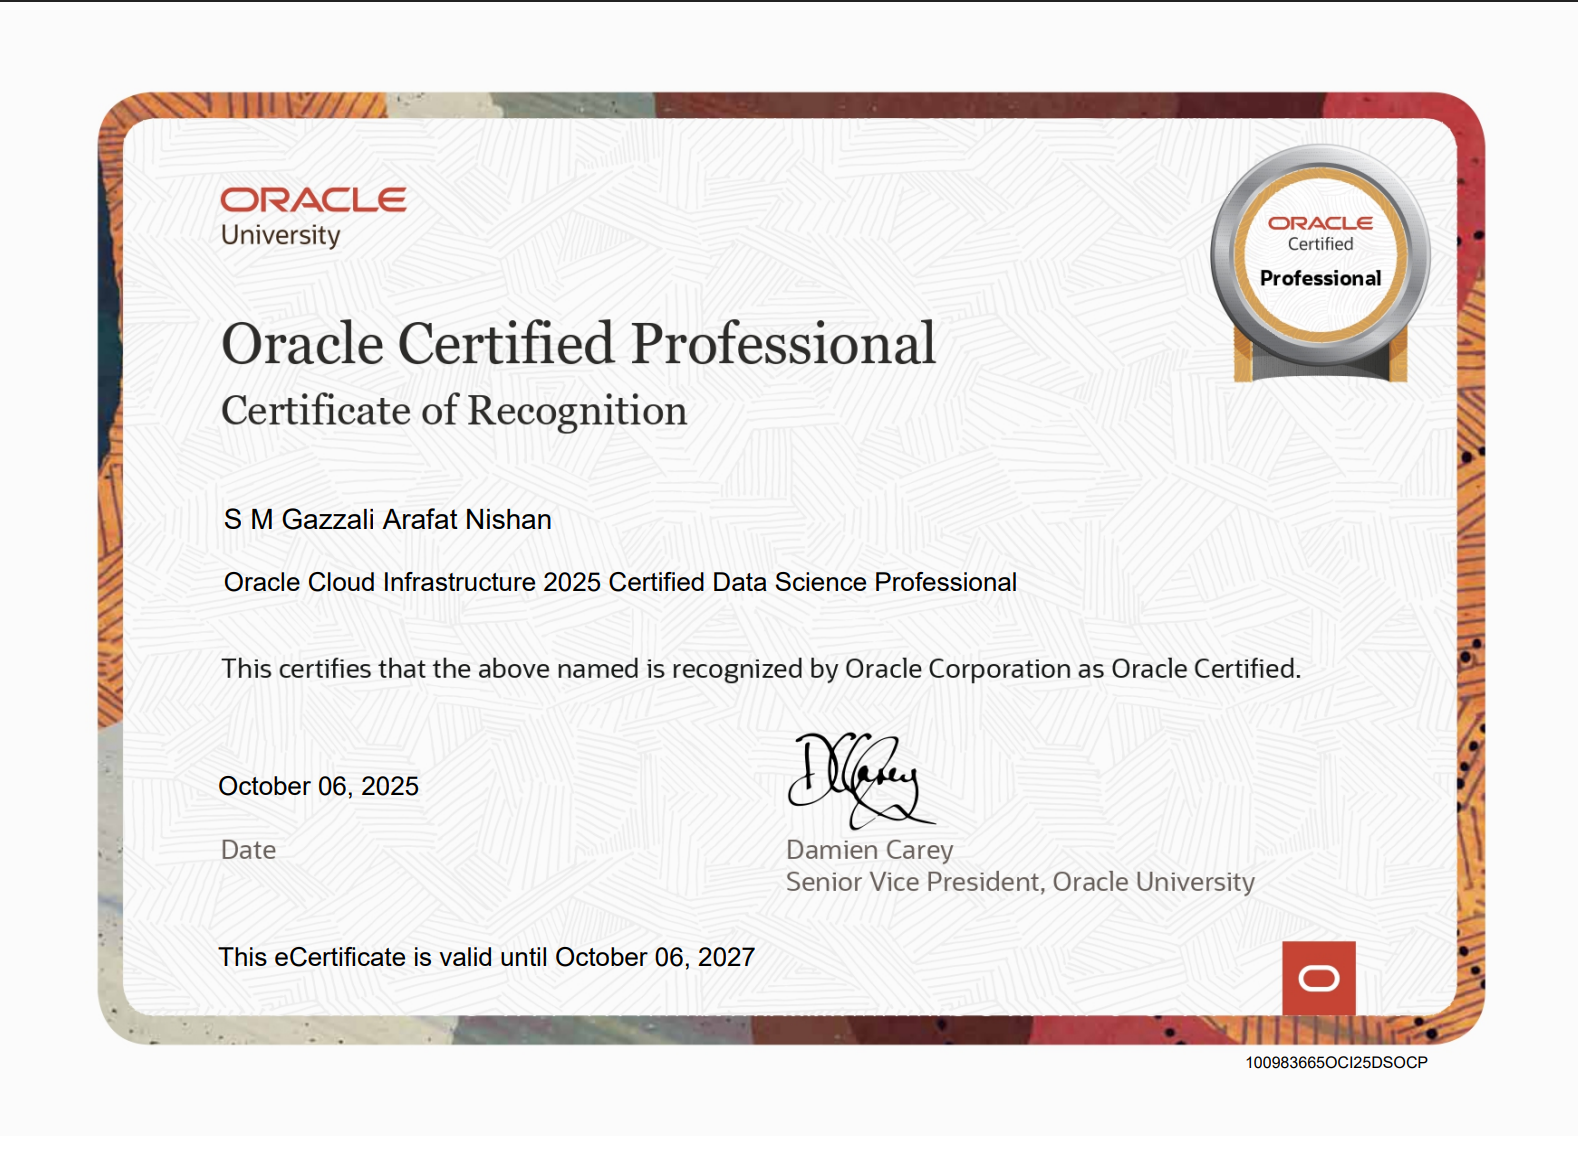 ORACLE
University
ORACLE
Certified
Professional
Oracle Certified Professional
Certificate of Recognition
S M Gazzali Arafat Nishan
Oracle Cloud Infrastructure 2025 Certified Data Science Professional
This certifies that the above named is recognized by Oracle Corporation as Oracle Certified.
DCarey
October 06, 2025
Date
Damien Carey
Senior Vice President, Oracle University
This eCertificate is valid until October 06, 2027
100983665OCI25DSOCP